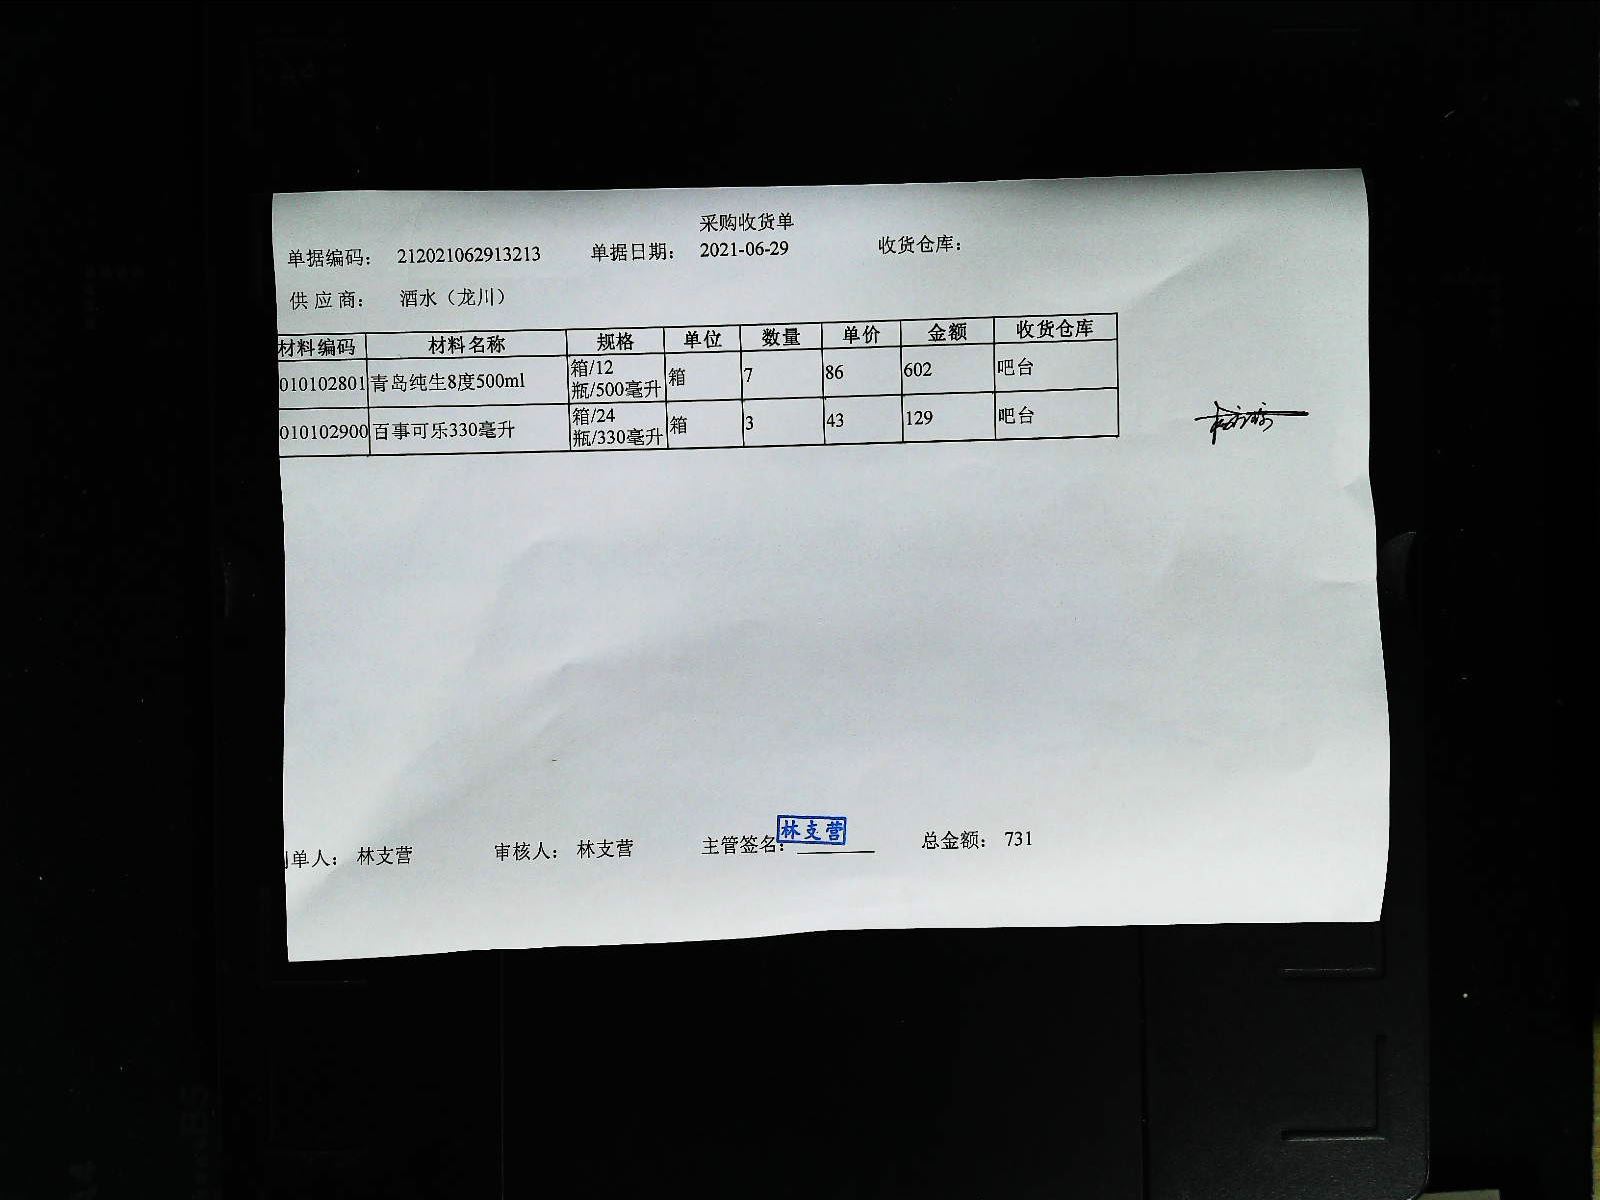 采购收货单
单据编码： 212021062913213 单据日期： 2021-06-29 收货仓库：
供 应 商： 酒水（龙川）
材料编码 材料名称 规格 单位 数量 单价 金额 收货仓库
010102801 青岛纯生8度500ml 箱/12瓶/500毫升 箱 7 86 602 吧台
010102900 百事可乐330毫升 箱/24瓶/330毫升 箱 3 43 129 吧台
单人： 林支营 审核人： 林支营 主管签名： 林支营 总金额： 731